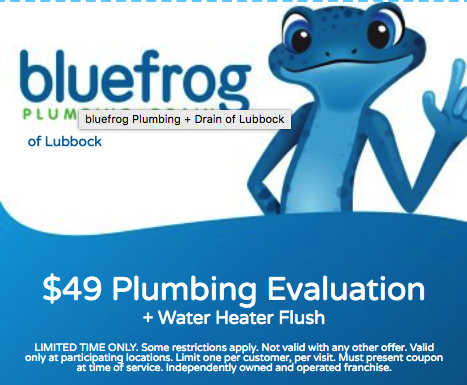 bluefrog
PLUM
bluefrog Plumbing + Drain of Lubbock
of Lubbock
$49 Plumbing Evaluation
+ Water Heater Flush
LIMITED TIME ONLY. Some restrictions apply. Not valid with any other offer. Valid
only at participating locations. Limit one per customer, per visit. Must present coupon
at time of service. Independently owned and operated franchise.